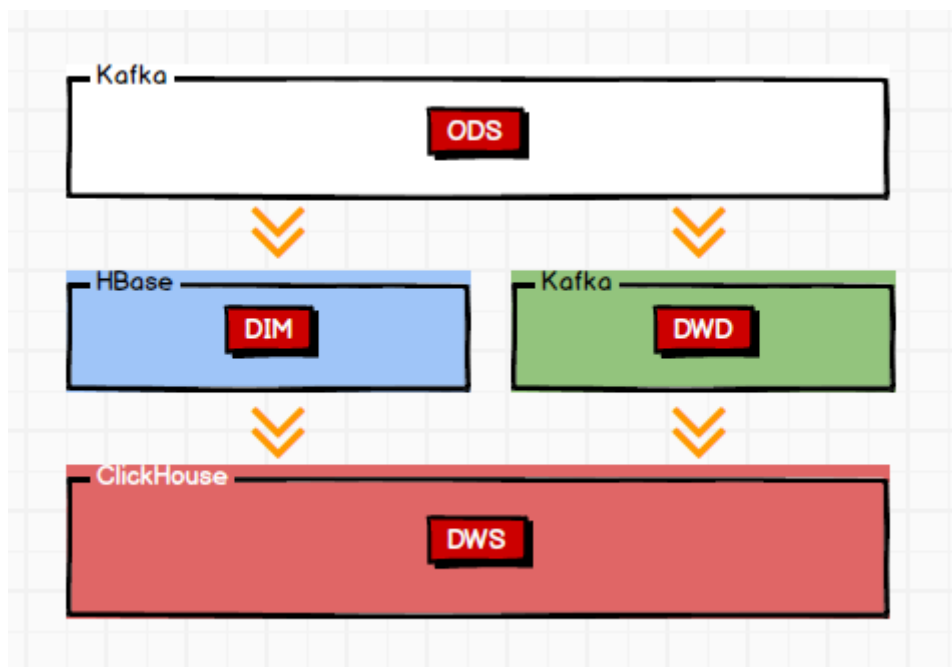 Kafka
ODS
HBase
Kafka
DIM
DWD
ClickHouse
DWS